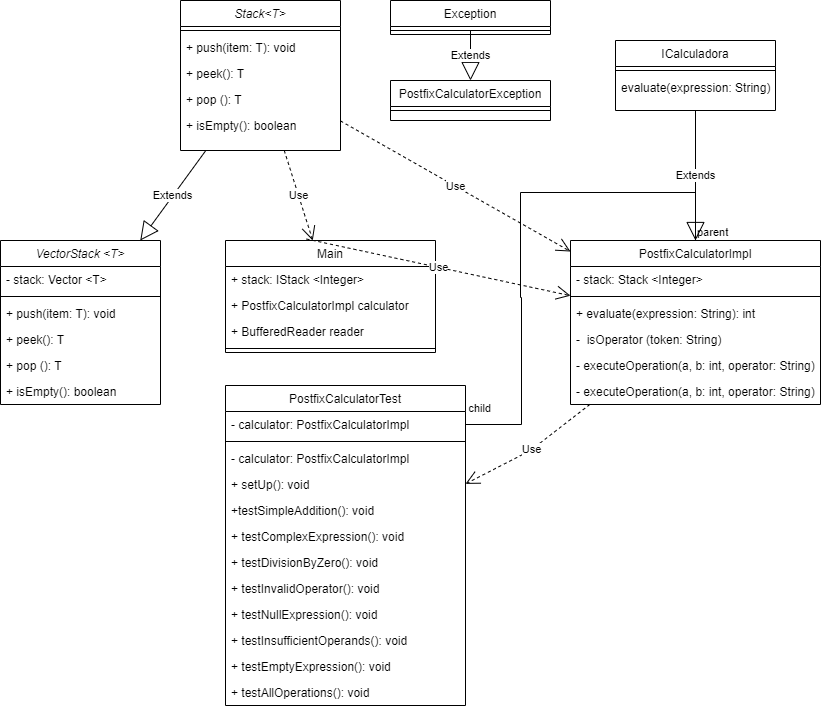 Stack<T>
+ push(item: T): void
+ peek(): T
+ pop (): T
+ isEmpty(): boolean
Exception
Extends
PostfixCalculatorException
ICalculadora
evaluate(expression: String)
Extends
Use
Use
Extends
parent
VectorStack <T>
- stack: Vector <T>
+ push(item: T): void
+ peek(): T
+ pop (): T
+ isEmpty(): boolean
Main
+ stack: IStack <Integer>
+ PostfixCalculatorImpl calculator
+ BufferedReader reader
Use
PostfixCalculatorImpl
- stack: Stack <Integer>
+ evaluate(expression: String): int
- isOperator (token: String)
- executeOperation(a, b: int, operator: String)
- executeOperation(a, b: int, operator: String)
PostfixCalculatorTest
- calculator: PostfixCalculatorImpl
- calculator: PostfixCalculatorImpl
+ setUp(): void
+testSimpleAddition(): void
+ testComplexExpression(): void
+ testDivisionByZero(): void
+ testInvalidOperator(): void
+ testNullExpression(): void
+ testInsufficientOperands(): void
+ testEmptyExpression(): void
+ testAllOperations(): void
child
Use